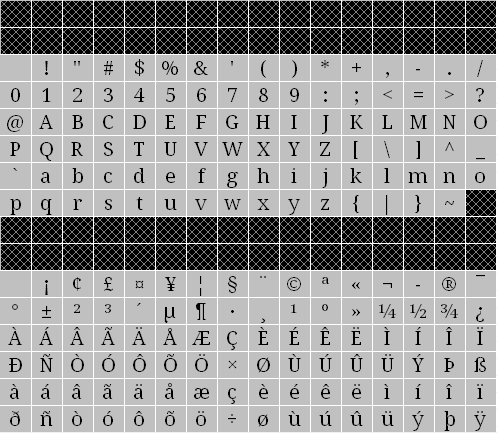 ! " # $ % & ' ( ) * + , - . /
0 1 2 3 4 5 6 7 8 9 : ; < = > ?
@ A B C D E F G H I J K L M N O
P Q R S T U V W X Y Z [ \ ] ^ _
` a b c d e f g h i j k l m n o
p q r s t u v w x y z { | } ~
¡ ¢ £ ¤ ¥ ¦ § ¨ © ª « ¬ - ® ¯
° ± ² ³ ´ µ ¶ · ¸ ¹ º » ¼ ½ ¾ ¿
À Á Â Ã Ä Å Æ Ç È É Ê Ë Ì Í Î Ï
Ð Ñ Ò Ó Ô Õ Ö × Ø Ù Ú Û Ü Ý Þ ß
à á â ã ä å æ ç è é ê ë ì í î ï
ð ñ ò ó ô õ ö ÷ ø ù ú û ü ý þ ÿ